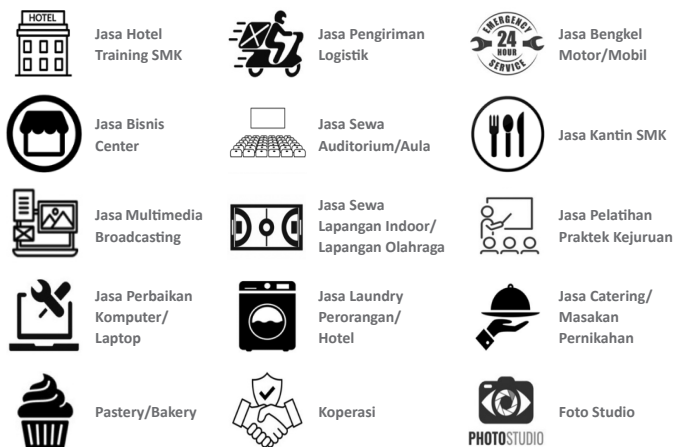 HOTEL
Jasa Hotel
Training SMK
Jasa Pengiriman
Logistik
EMERGENCY
24
HOUR
SERVICE
Jasa Bengkel
Motor/Mobil
Jasa Bisnis
Center
Jasa Sewa
Auditorium/Aula
Jasa Kantin SMK
Jasa Multimedia
Broadcasting
Jasa Sewa
Lapangan Indoor/
Lapangan Olahraga
Jasa Pelatihan
Praktek Kejuruan
Jasa Perbaikan
Komputer/
Laptop
Jasa Laundry
Perorangan/
Hotel
Jasa Catering/
Masakan
Pernikahan
Pastery/Bakery
Koperasi
PHOTOSTUDIO
Foto Studio